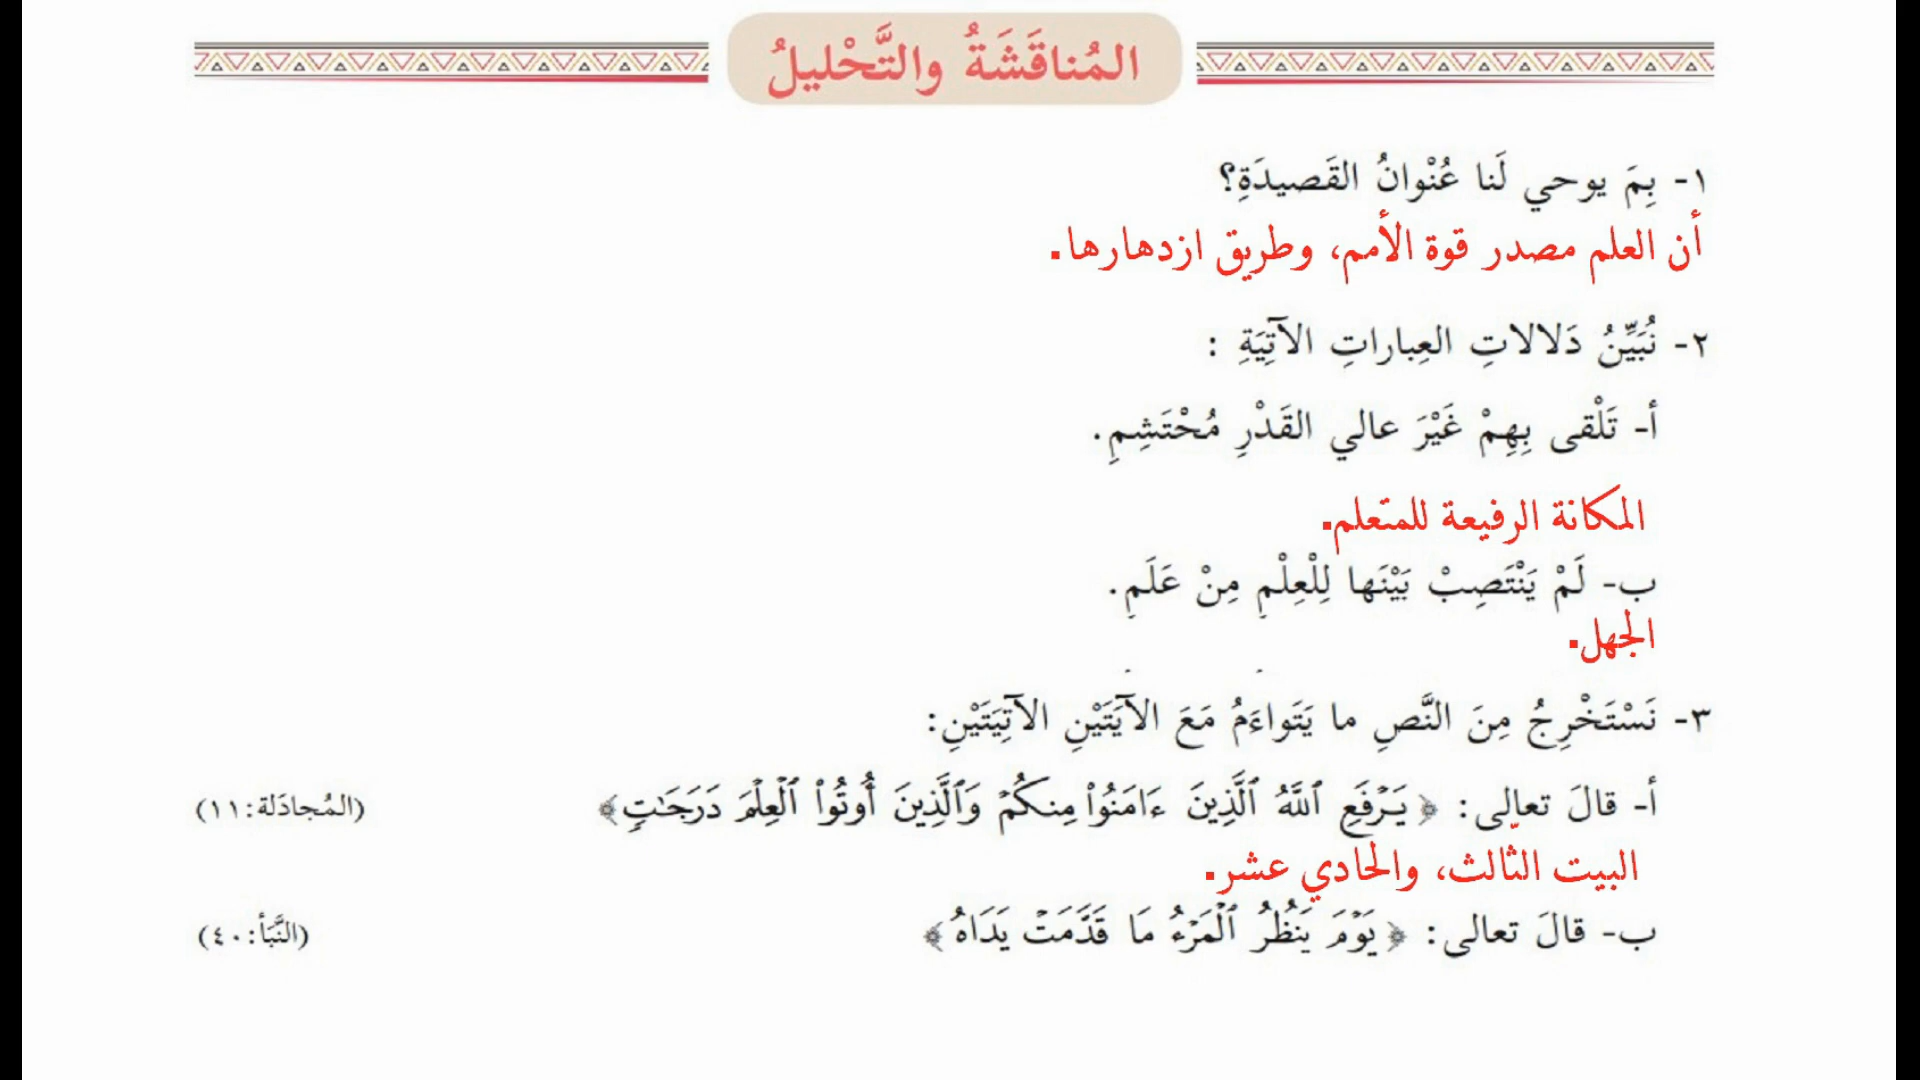 المُناقَشَةُ والتَّحْليلُ
١- بِمَ يوحي لَنا عُنْوانُ القَصيدَةِ؟
أن العلم مصدر قوة الأمم، وطريق ازدهارها.
٢- نُبَيِّنُ دَلالاتِ العِباراتِ الآتِيَةِ :
أ- تَلْقى بِهِمْ غَيْرَ عالي القَدْرِ مُحْتَشِمِ.
المكانة الرفيعة للمتعلم.
ب- لَمْ يَنْتَصِبْ بَيْنَها لِلْعِلْمِ مِنْ عَلَمِ.
الجهل.
٣- نَسْتَخْرِجُ مِنَ النَّصِ ما يَتَواءَمُ مَعَ الآيَتَيْنِ الآتِيَتَيْنِ:
أ- قالَ تعالى: ﴿يَرْفَعِ ٱللَّهُ ٱلَّذِينَ ءَامَنُوا۟ مِنكُمْ وَٱلَّذِينَ أُوتُوا۟ ٱلْعِلْمَ دَرَجَـٰتٍ﴾ (المُجادَلة:١١)
البيت الثّالث، والحادي عشر.
ب- قالَ تعالى: ﴿يَوْمَ يَنظُرُ ٱلْمَرْءُ مَا قَدَّمَتْ يَدَاهُ﴾ (النَّبَأ:٤٠)